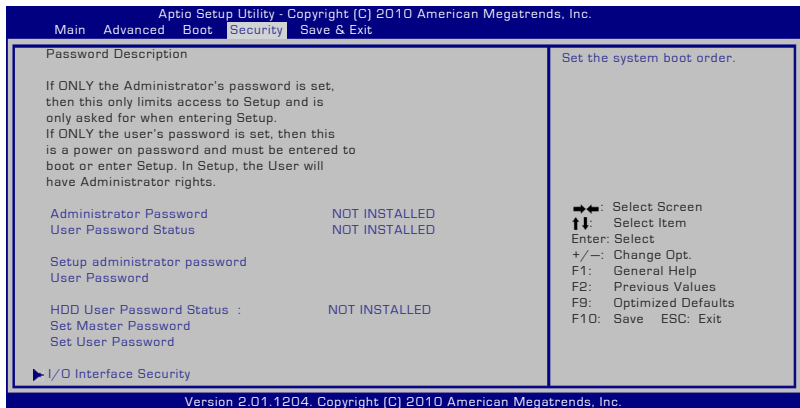 Aptio Setup Utility - Copyright (C) 2010 American Megatrends, Inc.
Main Advanced Boot Security Save & Exit
Password Description
If ONLY the Administrator's password is set,
then this only limits access to Setup and is
only asked for when entering Setup.
If ONLY the user's password is set, then this
is a power on password and must be entered to
boot or enter Setup. In Setup, the User will
have Administrator rights.
Administrator Password NOT INSTALLED
User Password Status NOT INSTALLED
Setup administrator password
User Password
HDD User Password Status : NOT INSTALLED
Set Master Password
Set User Password
I/O Interface Security
Set the system boot order.
: Select Screen
: Select Item
Enter: Select
+/—: Change Opt.
F1: General Help
F2: Previous Values
F9: Optimized Defaults
F10: Save ESC: Exit
Version 2.01.1204. Copyright (C) 2010 American Megatrends, Inc.